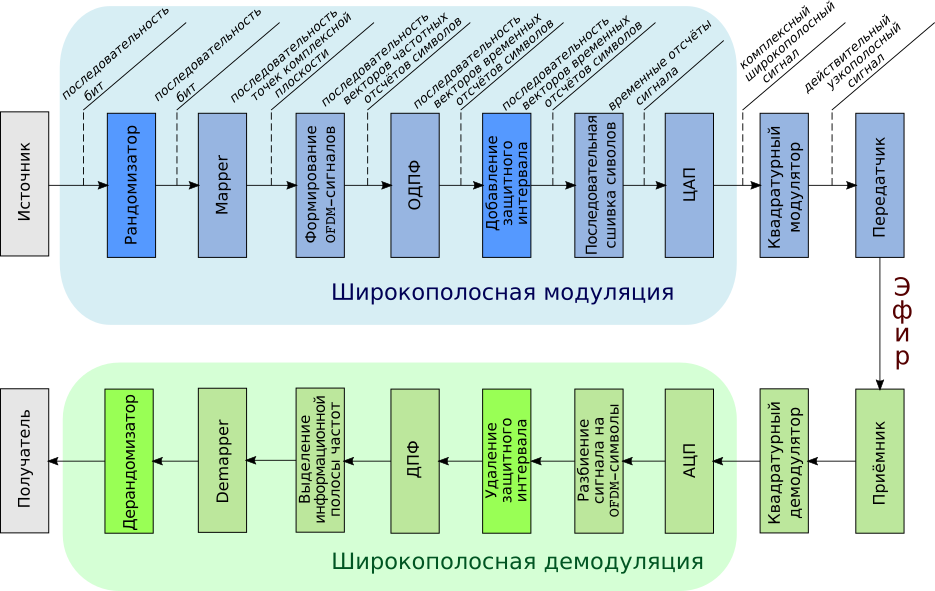 последовательность
бит
последовательность
бит
последовательность
точек комплексной
плоскости
последовательность
векторов частотных
отсчётов символов
последовательность
векторов временных
отсчётов символов
последовательность
векторов временных
отсчётов символов
временные отсчёты
сигнала
комплексный
широкополосный
сигнал
действительный
узкополосный
сигнал
Источник
Рандомизатор
Mapper
Формирование
OFDM-сигналов
ОДПФ
Добавление
защитного
интервала
Последовательная
сшивка сиволов
ЦАП
Квадратурный
модулятор
Передатчик
Широкополосная модуляция
Эфир
Получатель
Дерандомизатор
Demapper
Выделение
информационной
полосы частот
ДПФ
Удаление
защитного
интервала
Разбиение
сигнала на
OFDM-символы
АЦП
Квадратурный
демодулятор
Приёмник
Широкополосная демодуляция